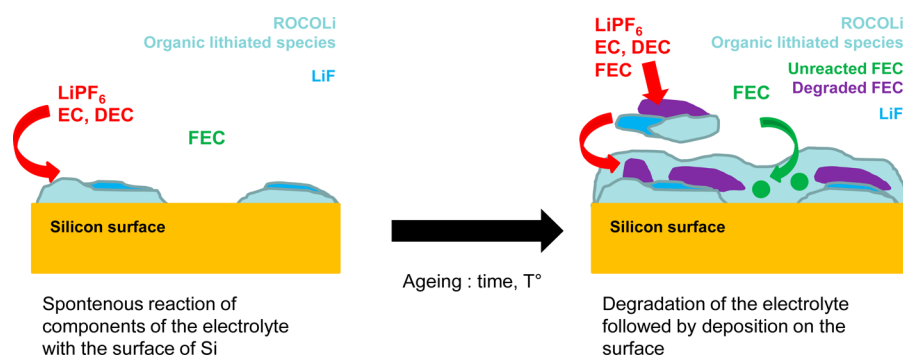 ROCOLi
Organic lithiated species
LiF
LiPF₆
EC, DEC
FEC
Silicon surface
Spontenous reaction of
components of the electrolyte
with the surface of Si
Ageing : time, T°
LiPF₆
EC, DEC
FEC
ROCOLi
Organic lithiated species
Unreacted FEC
Degraded FEC
FEC
LiF
Silicon surface
Degradation of the electrolyte
followed by deposition on the
surface